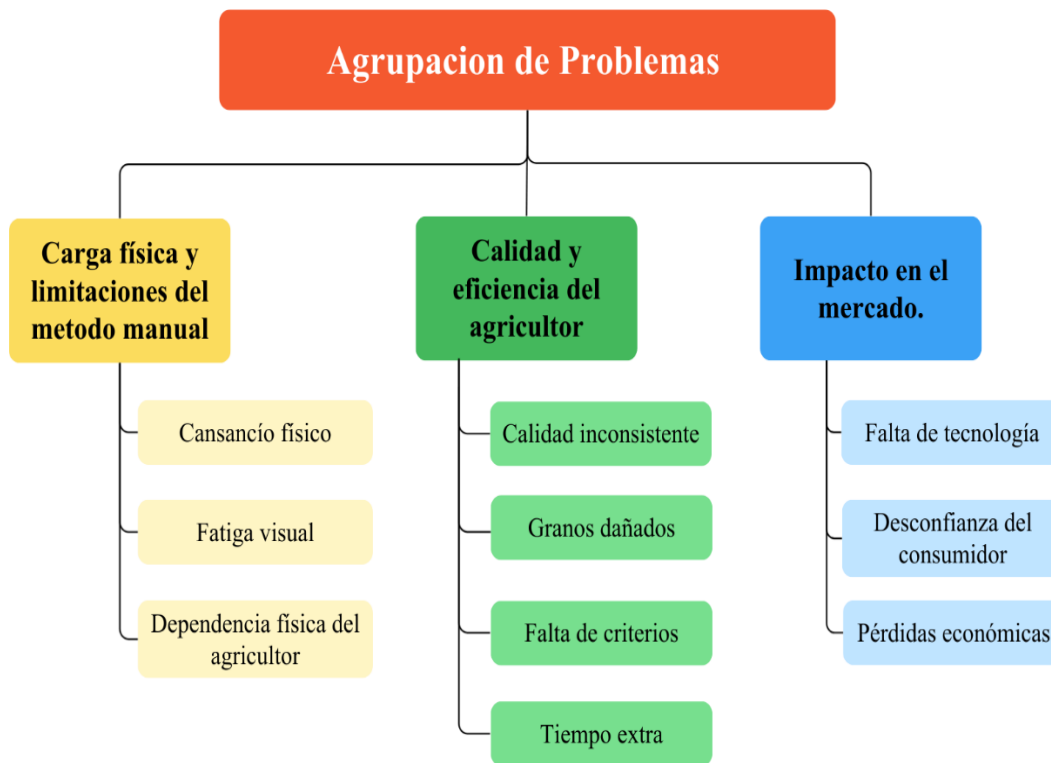 Agrupacion de Problemas
Carga física y
limitaciones del
metodo manual
Cansancío físico
Fatiga visual
Dependencia física del
agricultor
Calidad y
eficiencia del
agricultor
Calidad inconsistente
Granos dañados
Falta de criterios
Tiempo extra
Impacto en el
mercado.
Falta de tecnología
Desconfianza del
consumidor
Pérdidas económicas